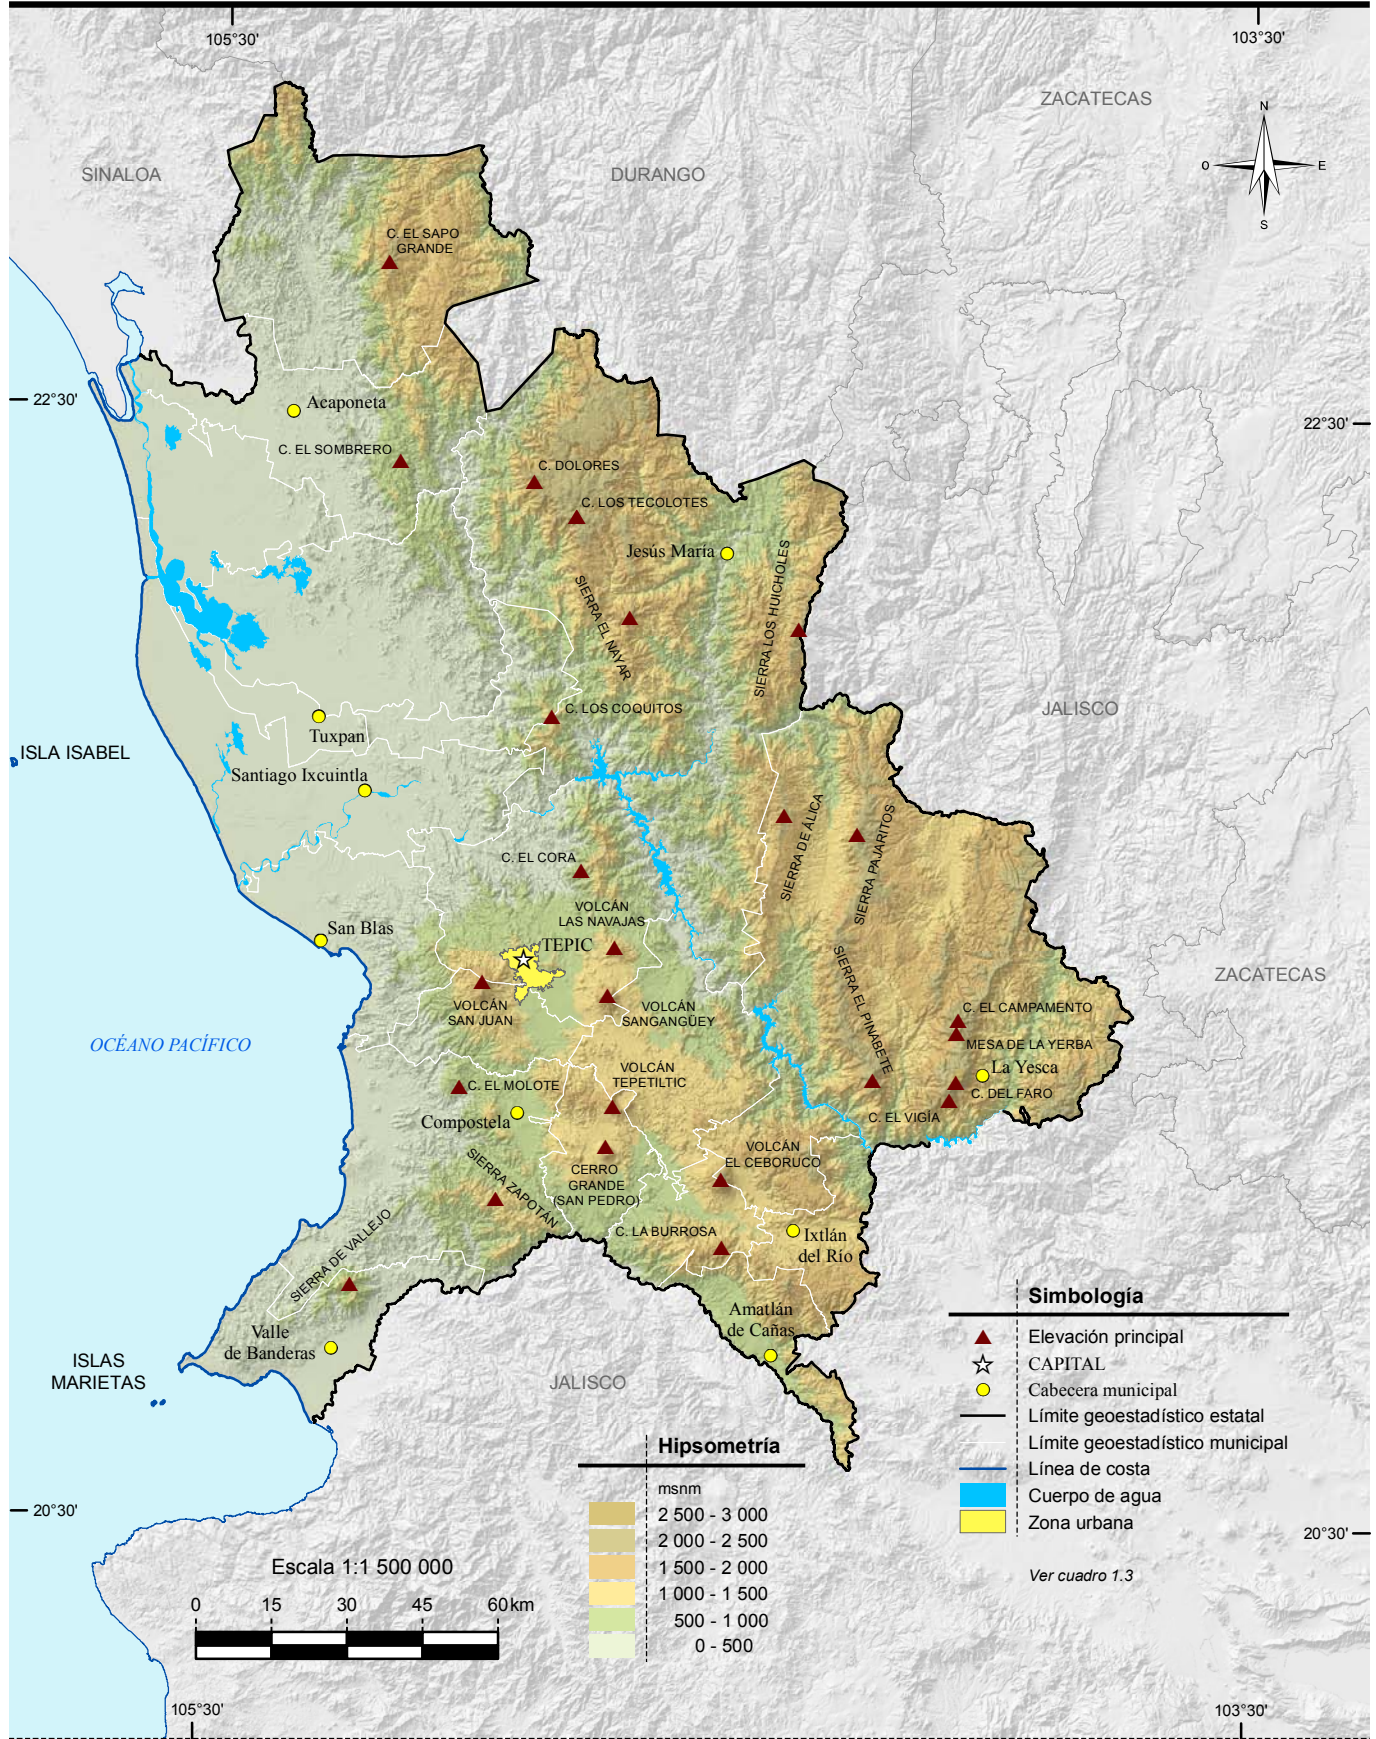 105°30'
103°30'
ZACATECAS
N
O
E
S
SINALOA
DURANGO
C. EL SAPO
GRANDE
22°30'
Acaponeta
22°30'
C. EL SOMBRERO
C. DOLORES
C. LOS TECOLOTES
Jesús María
SIERRA EL NAYAR
SIERRA LOS HUICHOLES
C. LOS COQUITOS
JALISCO
Tuxpan
ISLA ISABEL
Santiago Ixcuintla
SIERRA DE ÁLICA
SIERRA PAJARITOS
C. EL CORA
VOLCÁN
LAS NAVAJAS
San Blas
TEPIC
ZACATECAS
SIERRA EL PINABETE
VOLCÁN
SAN JUAN
VOLCÁN
SANGANGÜEY
C. EL CAMPAMENTO
OCÉANO PACÍFICO
MESA DE LA YERBA
VOLCÁN
TEPETILTIC
La Yesca
C. EL MOLOTE
C. DEL FARO
Compostela
C. EL VIGÍA
VOLCÁN
EL CEBORUCO
SIERRA ZAPOTÁN
CERRO
GRANDE
(SAN PEDRO)
C. LA BURROSA
Ixtlán
del Río
SIERRA DE VALLEJO
Amatlán
de Cañas
Valle
de Banderas
ISLAS
MARIETAS
JALISCO
Simbología
Elevación principal
CAPITAL
Cabecera municipal
Límite geoestadístico estatal
Límite geoestadístico municipal
Línea de costa
Cuerpo de agua
Zona urbana
Ver cuadro 1.3
Hipsometría
msnm
2 500 - 3 000
2 000 - 2 500
1 500 - 2 000
1 000 - 1 500
500 - 1 000
0 - 500
20°30'
20°30'
Escala 1:1 500 000
0 15 30 45 60 km
105°30'
103°30'